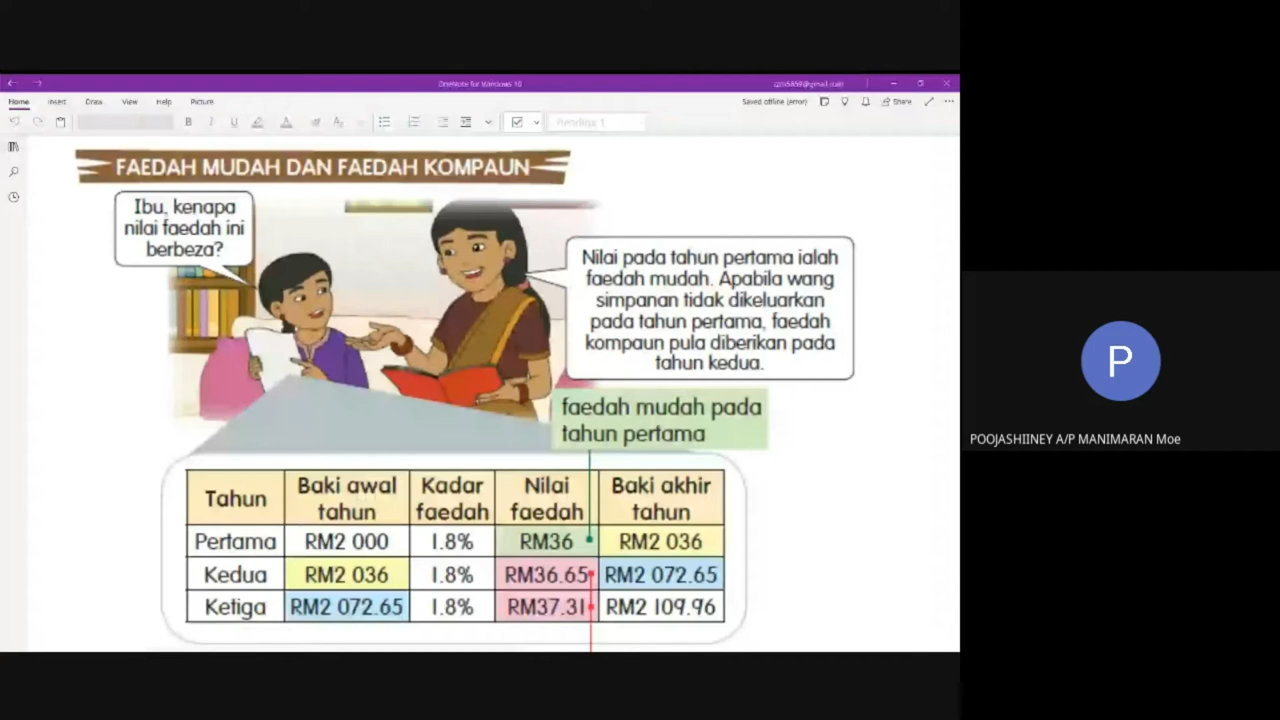 OneNote for Windows 10
Home Insert Draw View Help Picture
Saved offline (error)
Share
B I U
Heading 1
FAEDAH MUDAH DAN FAEDAH KOMPAUN
Ibu, kenapa
nilai faedah ini
berbeza?
Nilai pada tahun pertama ialah
faedah mudah. Apabila wang
simpanan tidak dikeluarkan
pada tahun pertama, faedah
kompaun pula diberikan pada
tahun kedua.
faedah mudah pada
tahun pertama
Tahun Baki awal tahun Kadar faedah Nilai faedah Baki akhir tahun
Pertama RM2 000 1.8% RM36 RM2 036
Kedua RM2 036 1.8% RM36.65 RM2 072.65
Ketiga RM2 072.65 1.8% RM37.31 RM2 109.96
P
POOJASHIINEY A/P MANIMARAN Moe